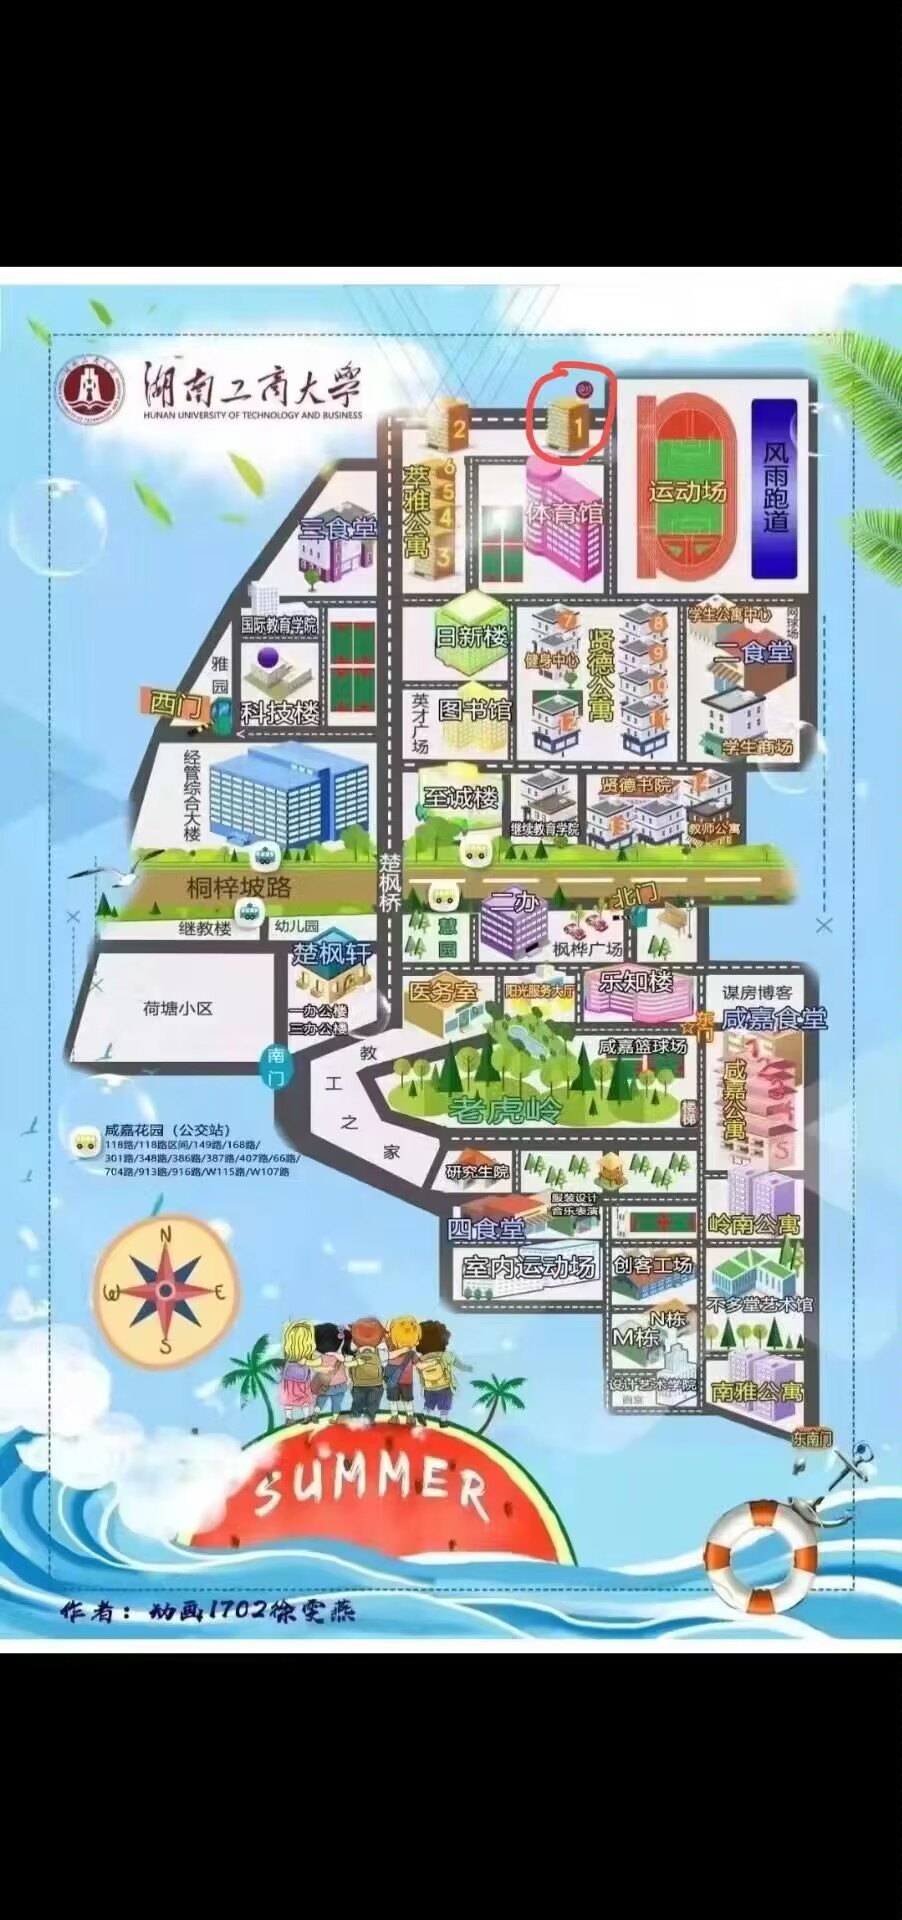 湖南工商大學
HUNAN UNIVERSITY OF TECHNOLOGY AND BUSINESS
2
1
6
5
4
3
萃雅公寓
体育馆
运动场
风雨跑道
三食堂
国际教育学院
雅园
西门
科技楼
日新楼
英才广场
图书馆
7
健身中心
12
贤德公寓
8
9
10
11
学生公寓中心
网球场
二食堂
学生商场
经管综合大楼
至诚楼
继续教育学院
贤德书院
13
14
教师公寓
桐梓坡路
楚枫桥
继教楼
幼儿园
慧园
二办
枫桦广场
北门
楚枫轩
一办公楼
三办公楼
荷塘小区
南门
医务室
阳光服务大厅
乐知楼
谋房博客
东门
咸嘉食堂
咸嘉篮球场
老虎岭
楼梯
咸嘉公寓
1
2
3
4
5
教工之家
咸嘉花园（公交站）
118路/118路区间/149路/168路/
301路/348路/386路/387路/407路/66路/
704路/913路/916路/W115路/W107路
研究生院
服装设计
音乐表演
四食堂
岭南公寓
室内运动场
创客工场
不多堂艺术馆
N栋
M栋
设计艺术学院
南雅公寓
东南门
N
W
E
S
SUMMER
作者：动画1702徐雯燕